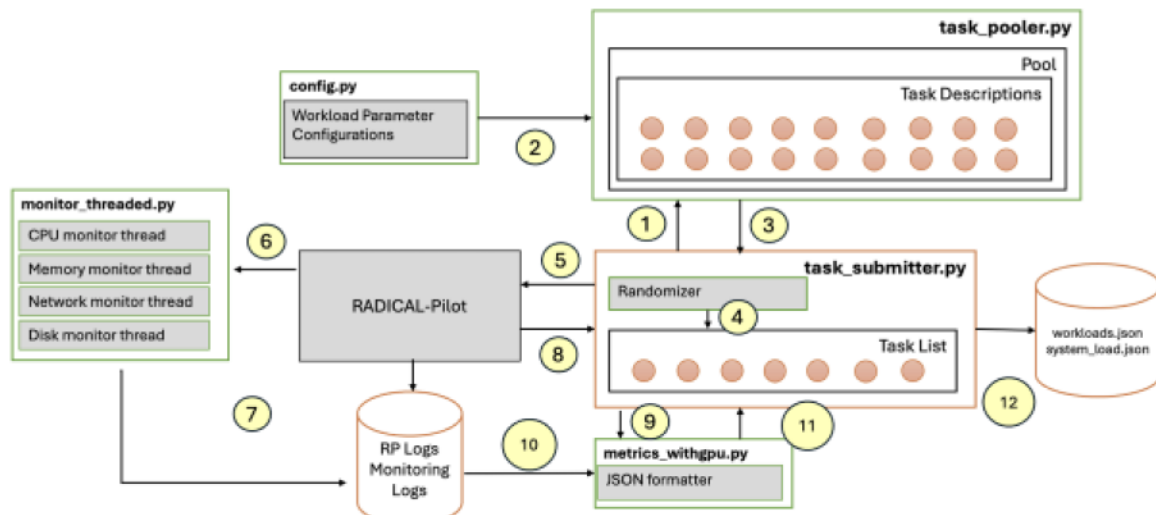 task_pooler.py
Pool
Task Descriptions
config.py
Workload Parameter
Configurations
2
monitor_threaded.py
CPU monitor thread
Memory monitor thread
Network monitor thread
Disk monitor thread
6
1
3
5
RADICAL-Pilot
8
task_submitter.py
Randomizer
4
Task List
workloads.json
system_load.json
12
7
RP Logs
Monitoring
Logs
10
9
11
metrics_withgpu.py
JSON formatter